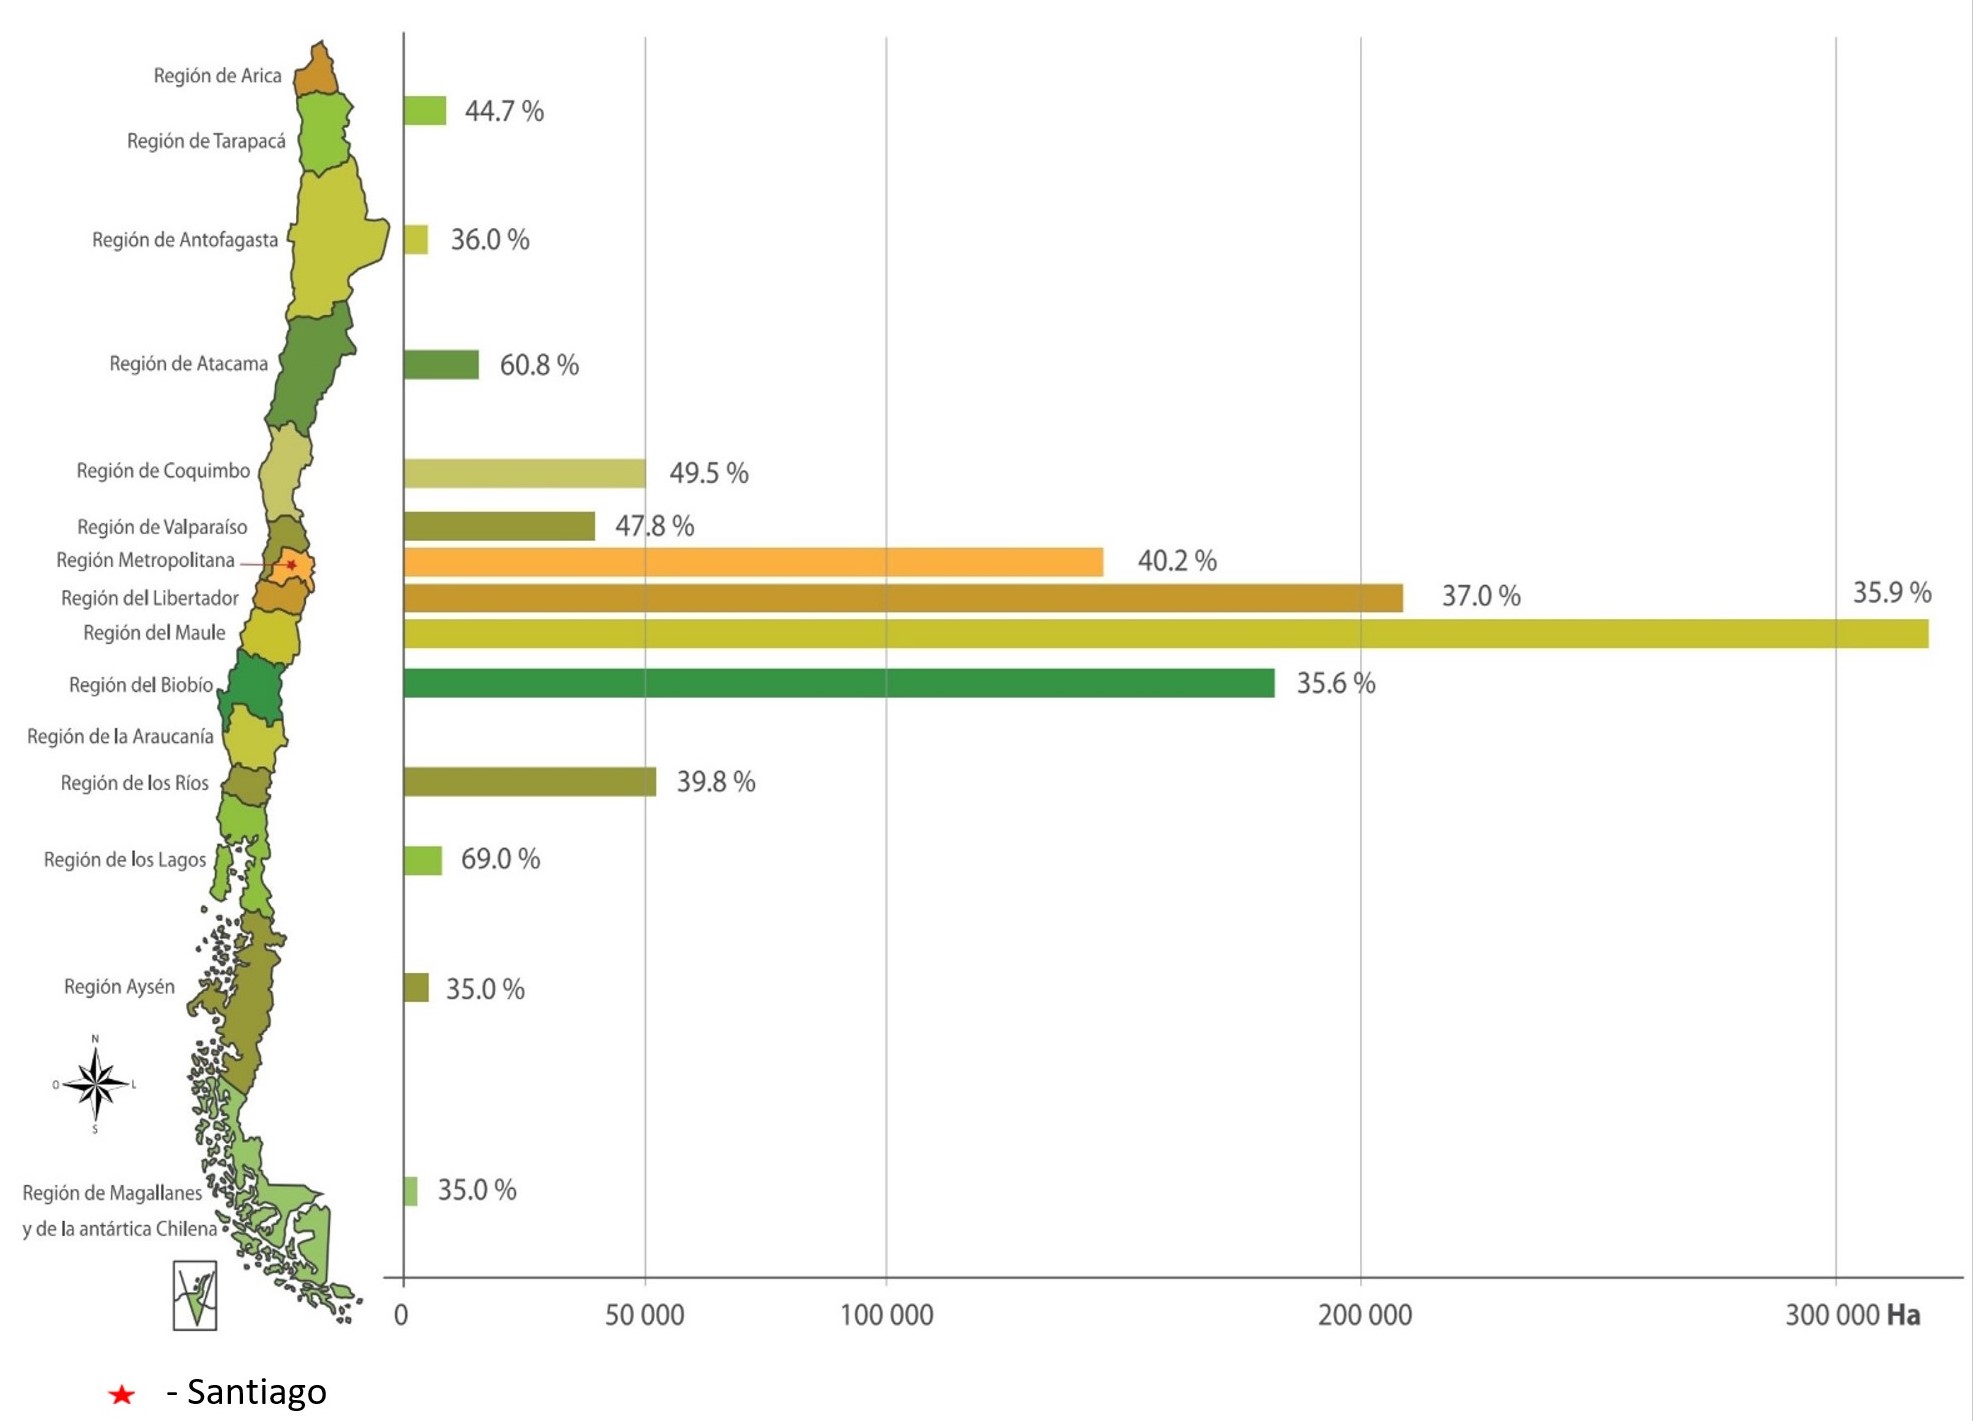 Región de Arica
44.7 %
Región de Tarapacá
Región de Antofagasta
36.0 %
Región de Atacama
60.8 %
Región de Coquimbo
49.5 %
Región de Valparaíso
47.8 %
Región Metropolitana
40.2 %
Región del Libertador
37.0 %
35.9 %
Región del Maule
Región del Biobío
35.6 %
Región de la Araucanía
Región de los Ríos
39.8 %
Región de los Lagos
69.0 %
Región Aysén
35.0 %
N
O
L
S
Región de Magallanes
y de la antártica Chilena
35.0 %
0
50 000
100 000
200 000
300 000 Ha
- Santiago